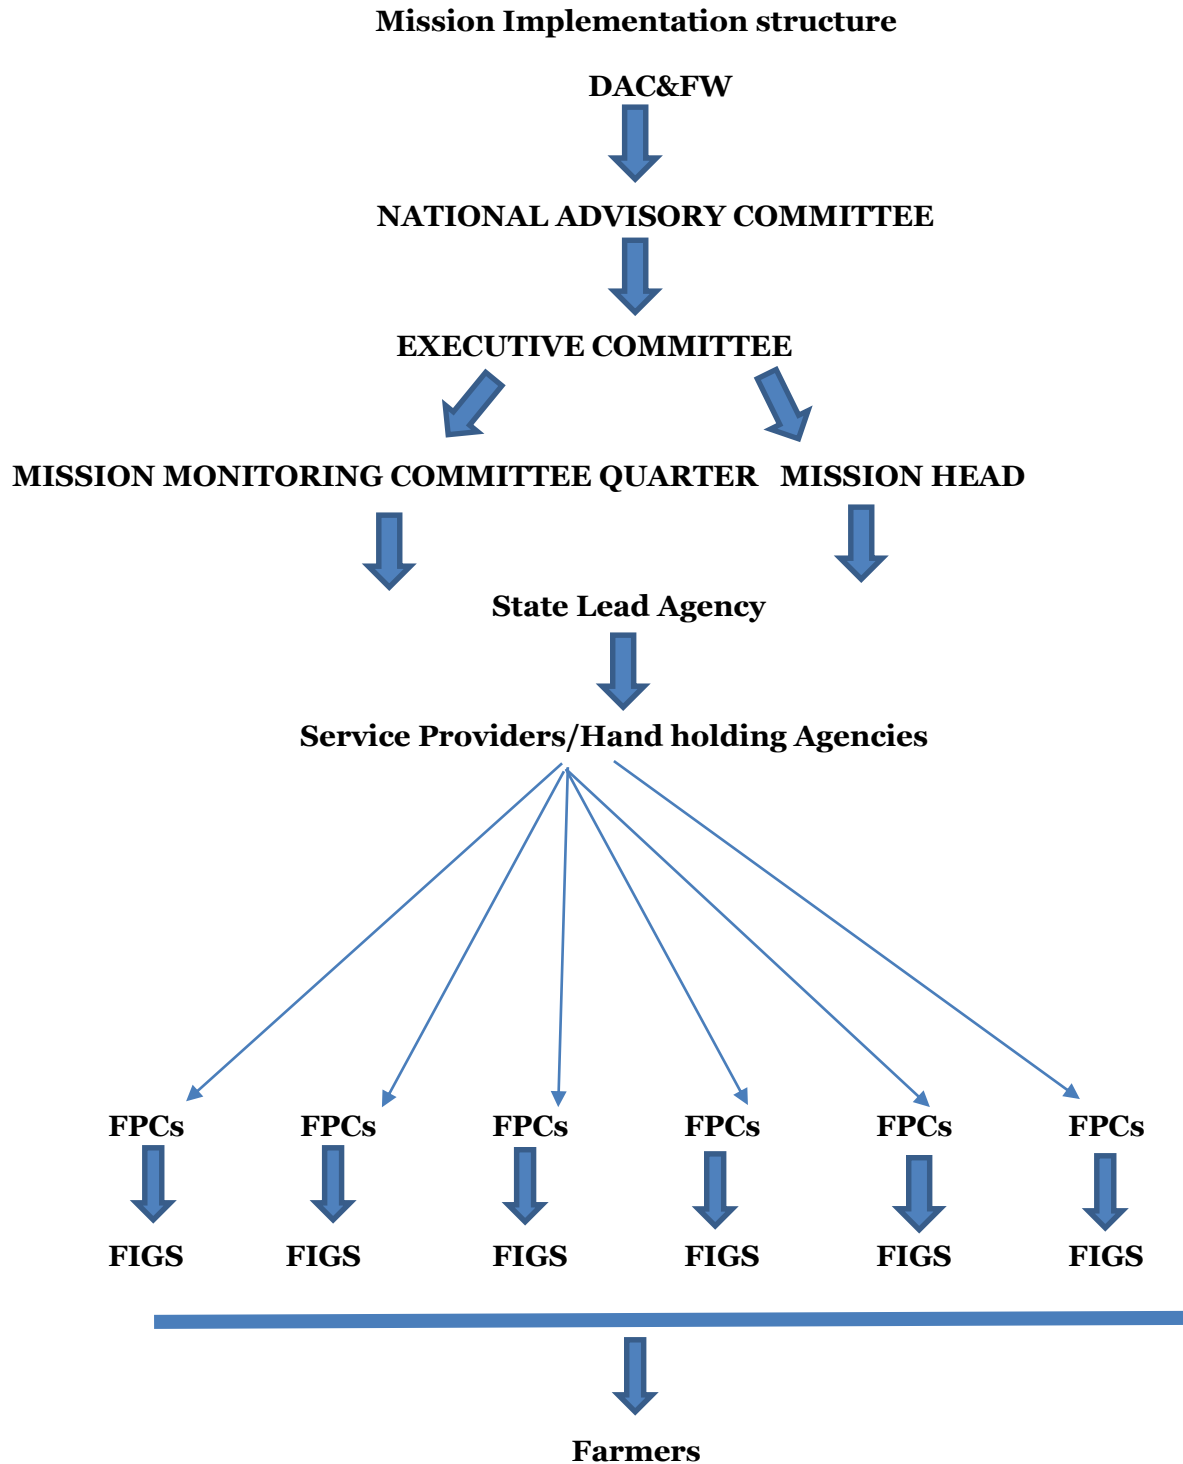 Mission Implementation structure
DAC&FW
NATIONAL ADVISORY COMMITTEE
EXECUTIVE COMMITTEE
MISSION MONITORING COMMITTEE QUARTER MISSION HEAD
State Lead Agency
Service Providers/Hand holding Agencies
FPCs FPCs FPCs FPCs FPCs FPCs
FIGS FIGS FIGS FIGS FIGS FIGS
Farmers